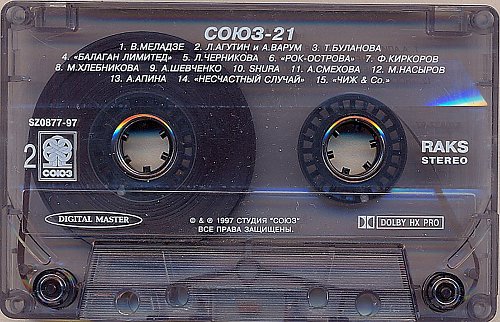 СОЮЗ-21
1. В.МЕЛАДЗЕ 2. Л.АГУТИН и А.ВАРУМ 3. Т.БУЛАНОВА
4. «БАЛАГАН ЛИМИТЕД» 5. Л.ЧЕРНИКОВА 6. «РОК-ОСТРОВА» 7. Ф.КИРКОРОВ
8. М.ХЛЕБНИКОВА 9. А.ШЕВЧЕНКО 10. SHURA 11. А.СМЕХОВА 12. М.НАСЫРОВ
13. А.АПИНА 14. «НЕСЧАСТНЫЙ СЛУЧАЙ» 15. «ЧИЖ & Co.»
SZ0877-97
2
СОЮЗ
RAKS
STEREO
DIGITAL MASTER
© & ℗ 1997 СТУДИЯ "СОЮЗ"
ВСЕ ПРАВА ЗАЩИЩЕНЫ.
DOLBY HX PRO